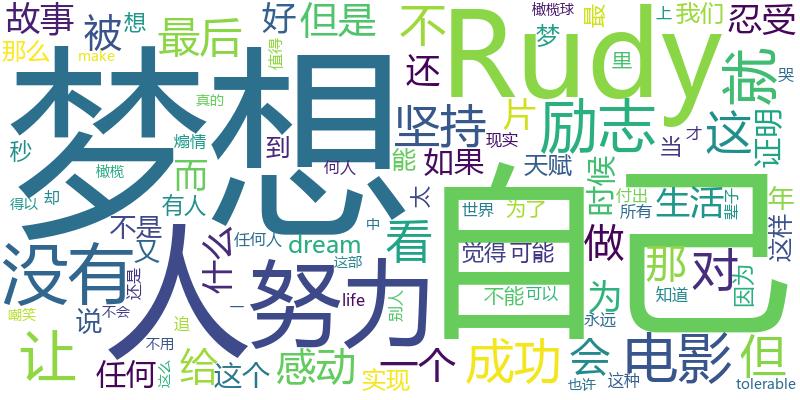 故事
被
想
最后
好
但是
不
橄榄球
最
我们
忍受
上
那么
make
值得
还
Rudy
梦
里
就
哭
梦想
真的
煽情
坚持
片
励志
当
这
证明
才
秒
橄榄
而
到
何人
能
如果
现实
天赋
得以
却
有人
太
自己
时候
付出
辈子
年
没有
不是
又
什么
任何人
中
dream
看
世界
为了
所有
生活
这样
还是
人
这部
觉得
可能
做
那
对
因为
嘲笑
说
不会
追
努力
life
别人
不能
可以
为
知道
让
不用
永远
任何
这么
给
这个
感动
实现
一个
成功
也许
会
这种
电影
但
tolerable
一